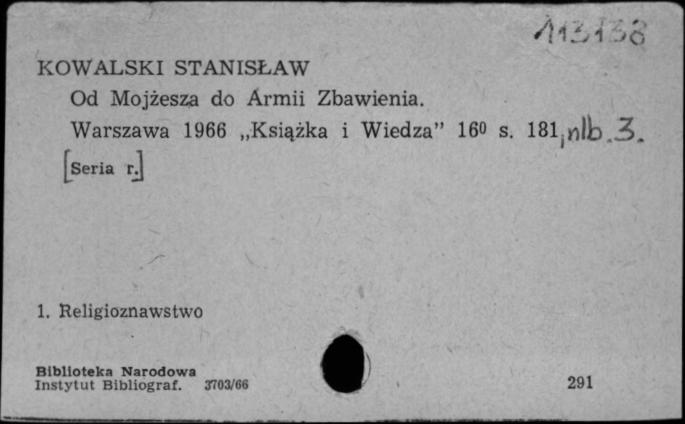 113138
KOWALSKI STANISŁAW
Od Mojżesza do Armii Zbawienia.
Warszawa 1966 „Książka i Wiedza” 16⁰ s. 181, nlb. 3.
[Seria r.]
1. Religioznawstwo
Biblioteka Narodowa
Instytut Bibliograf. 3703/66
291